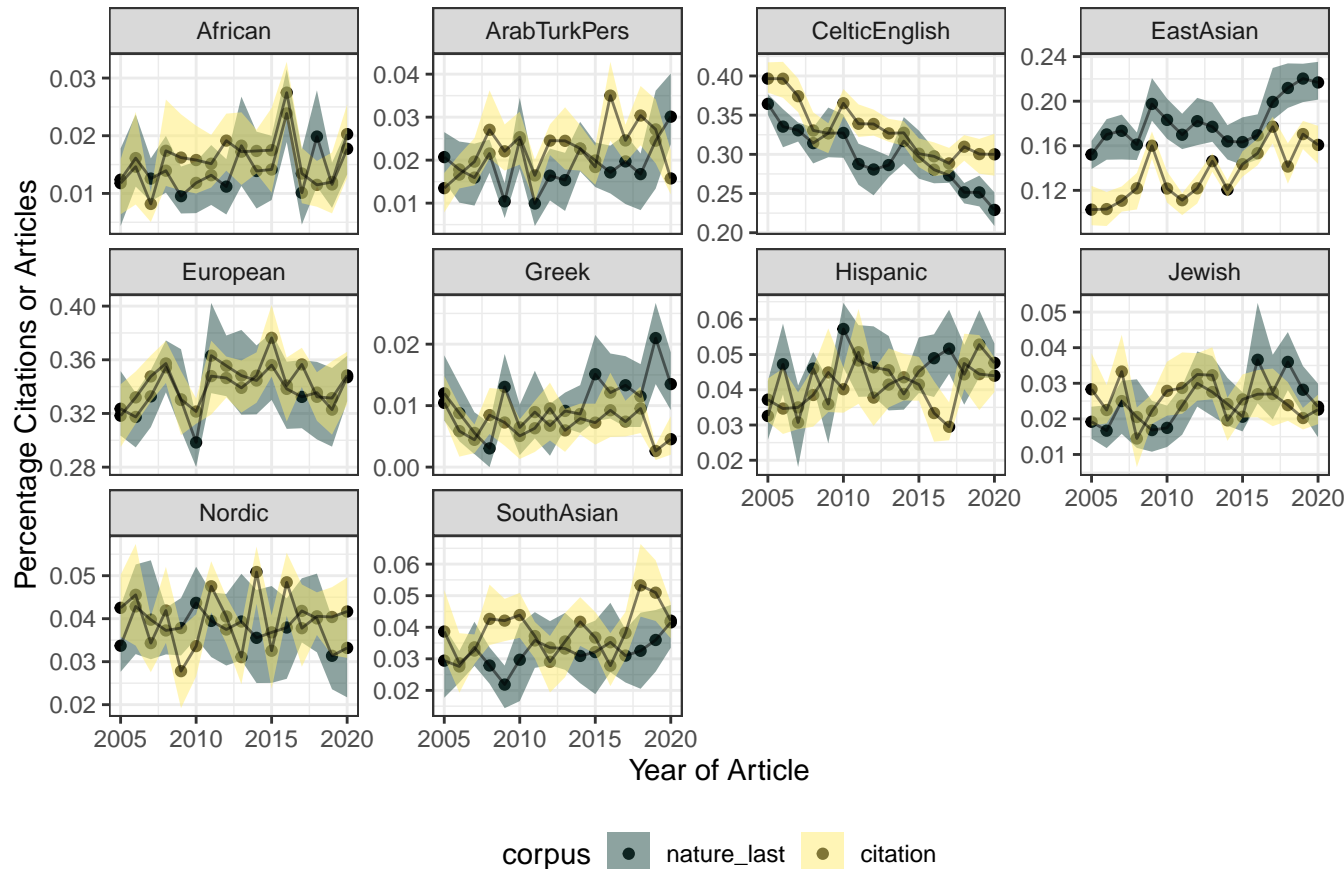 African ArabTurkPers CelticEnglish EastAsian
0.03 0.02 0.01
0.04 0.03 0.02 0.01
0.40 0.35 0.30 0.25 0.20
0.24 0.20 0.16 0.12
European Greek Hispanic Jewish
0.40 0.36 0.32 0.28
0.02 0.01 0.00
0.06 0.05 0.04 0.03 0.02
0.05 0.04 0.03 0.02 0.01
2005 2010 2015 2020 2005 2010 2015 2020
Nordic SouthAsian
0.05 0.04 0.03 0.02
0.06 0.05 0.04 0.03 0.02
2005 2010 2015 2020 2005 2010 2015 2020
Percentage Citations or Articles
Year of Article
corpus nature_last citation